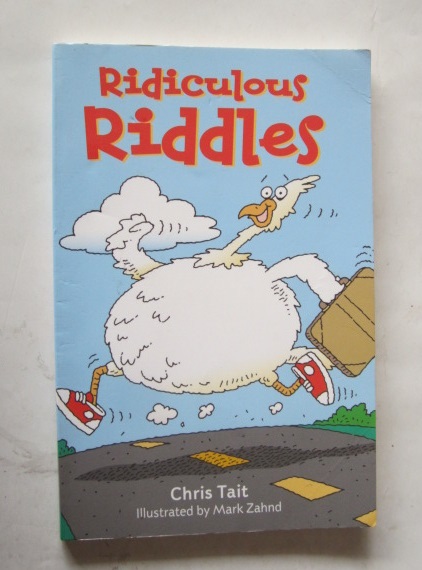 Ridiculous
Riddles
Chris Tait
Illustrated by Mark Zahnd